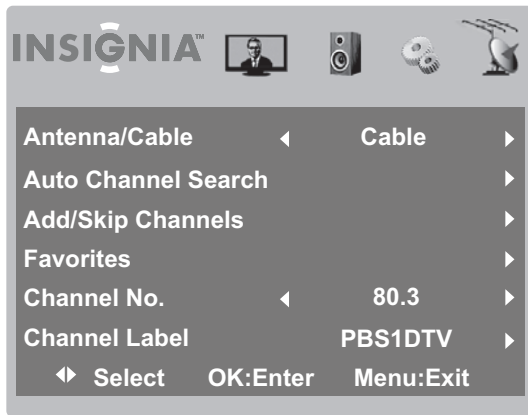 INSIGNIA™
Antenna/Cable Cable
Auto Channel Search
Add/Skip Channels
Favorites
Channel No. 80.3
Channel Label PBS1DTV
Select OK:Enter Menu:Exit